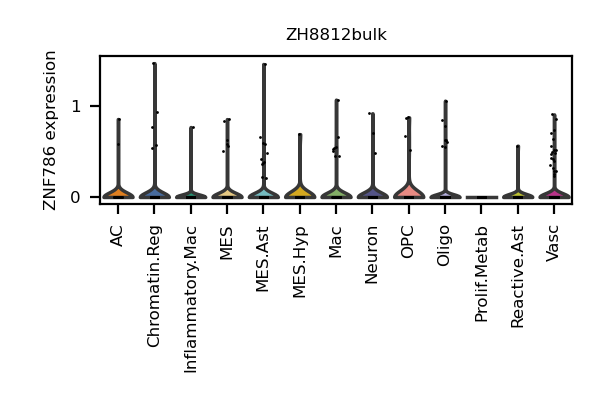 ZH8812bulk
ZNF786 expression
1
0
AC
Chromatin.Reg
Inflammatory.Mac
MES
MES.Ast
MES.Hyp
Mac
Neuron
OPC
Oligo
Prolif.Metab
Reactive.Ast
Vasc